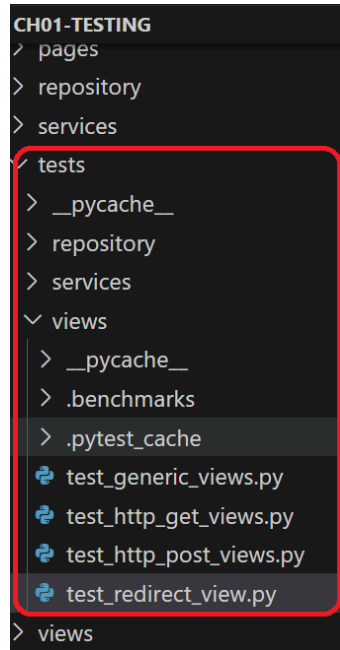 CH01-TESTING
pages
repository
services
tests
__pycache__
repository
services
views
__pycache__
.benchmarks
.pytest_cache
test_generic_views.py
test_http_get_views.py
test_http_post_views.py
test_redirect_view.py
views